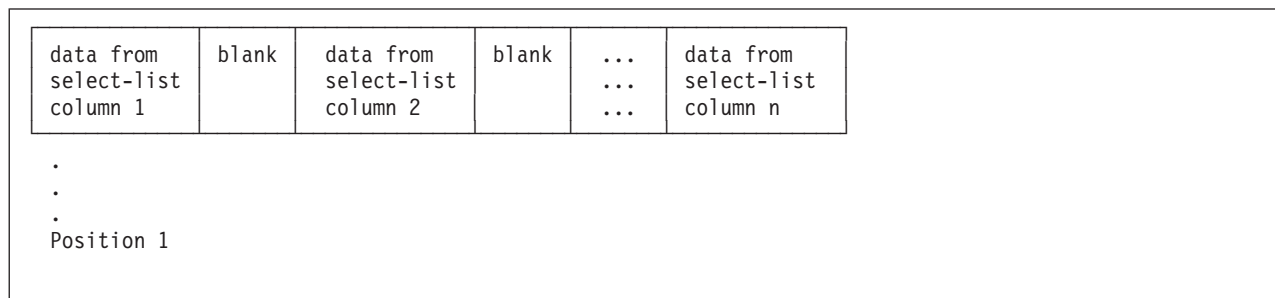 data from blank data from blank ... data from
select-list select-list ... select-list
column 1 column 2 ... column n
.
.
.
Position 1